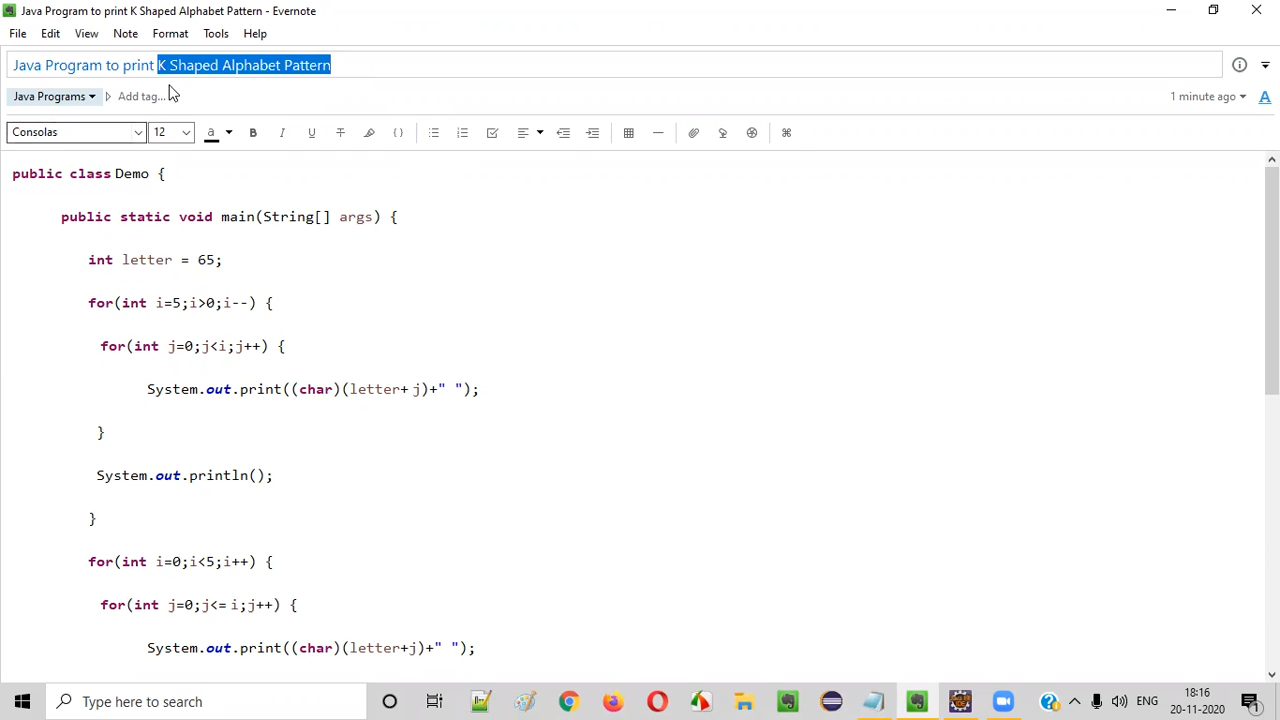 Java Program to print K Shaped Alphabet Pattern - Evernote
File Edit View Note Format Tools Help
Java Program to print K Shaped Alphabet Pattern
Java Programs Add tag... 1 minute ago
Consolas 12
public class Demo {
public static void main(String[] args) {
int letter = 65;
for(int i=5;i>0;i--) {
for(int j=0;j<i;j++) {
System.out.print((char)(letter+ j)+" ");
}
System.out.println();
}
for(int i=0;i<5;i++) {
for(int j=0;j<= i;j++) {
System.out.print((char)(letter+j)+" ");
Type here to search
ENG
18:16
20-11-2020